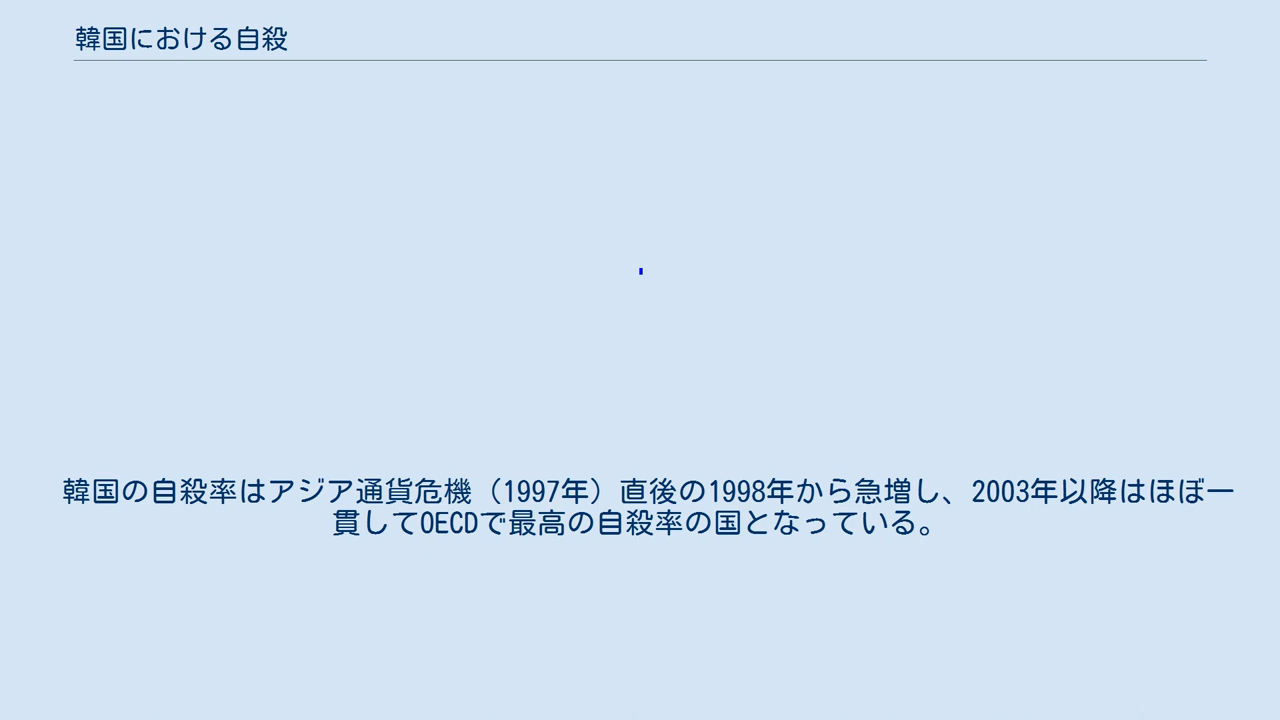 韓国における自殺
韓国の自殺率はアジア通貨危機（1997年）直後の1998年から急増し、2003年以降はほぼ一
貫してOECDで最高の自殺率の国となっている。